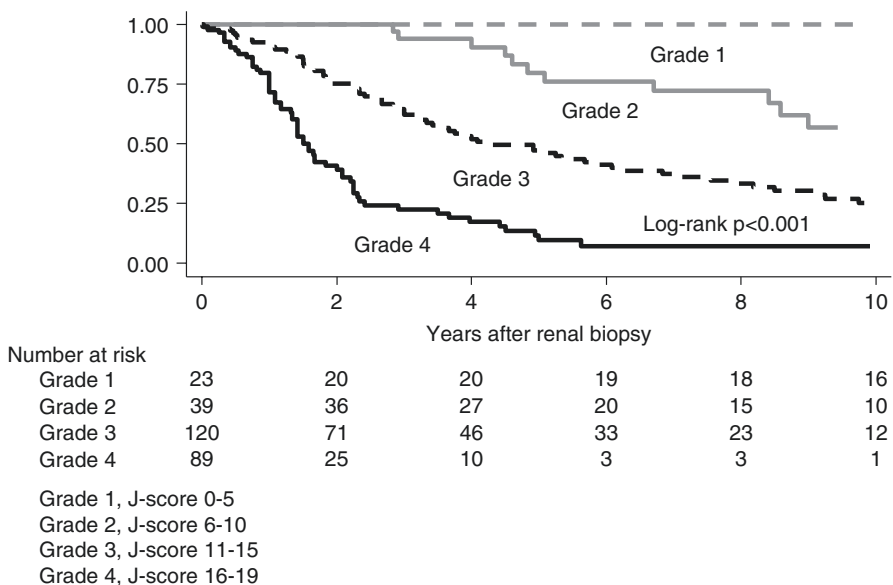 1.00
Grade 1
0.75
Grade 2
0.50
Grade 3
0.25
Log-rank p<0.001
Grade 4
0.00
0 2 4 6 8 10
Years after renal biopsy
Number at risk
Grade 1 23 20 20 19 18 16
Grade 2 39 36 27 20 15 10
Grade 3 120 71 46 33 23 12
Grade 4 89 25 10 3 3 1
Grade 1, J-score 0-5
Grade 2, J-score 6-10
Grade 3, J-score 11-15
Grade 4, J-score 16-19